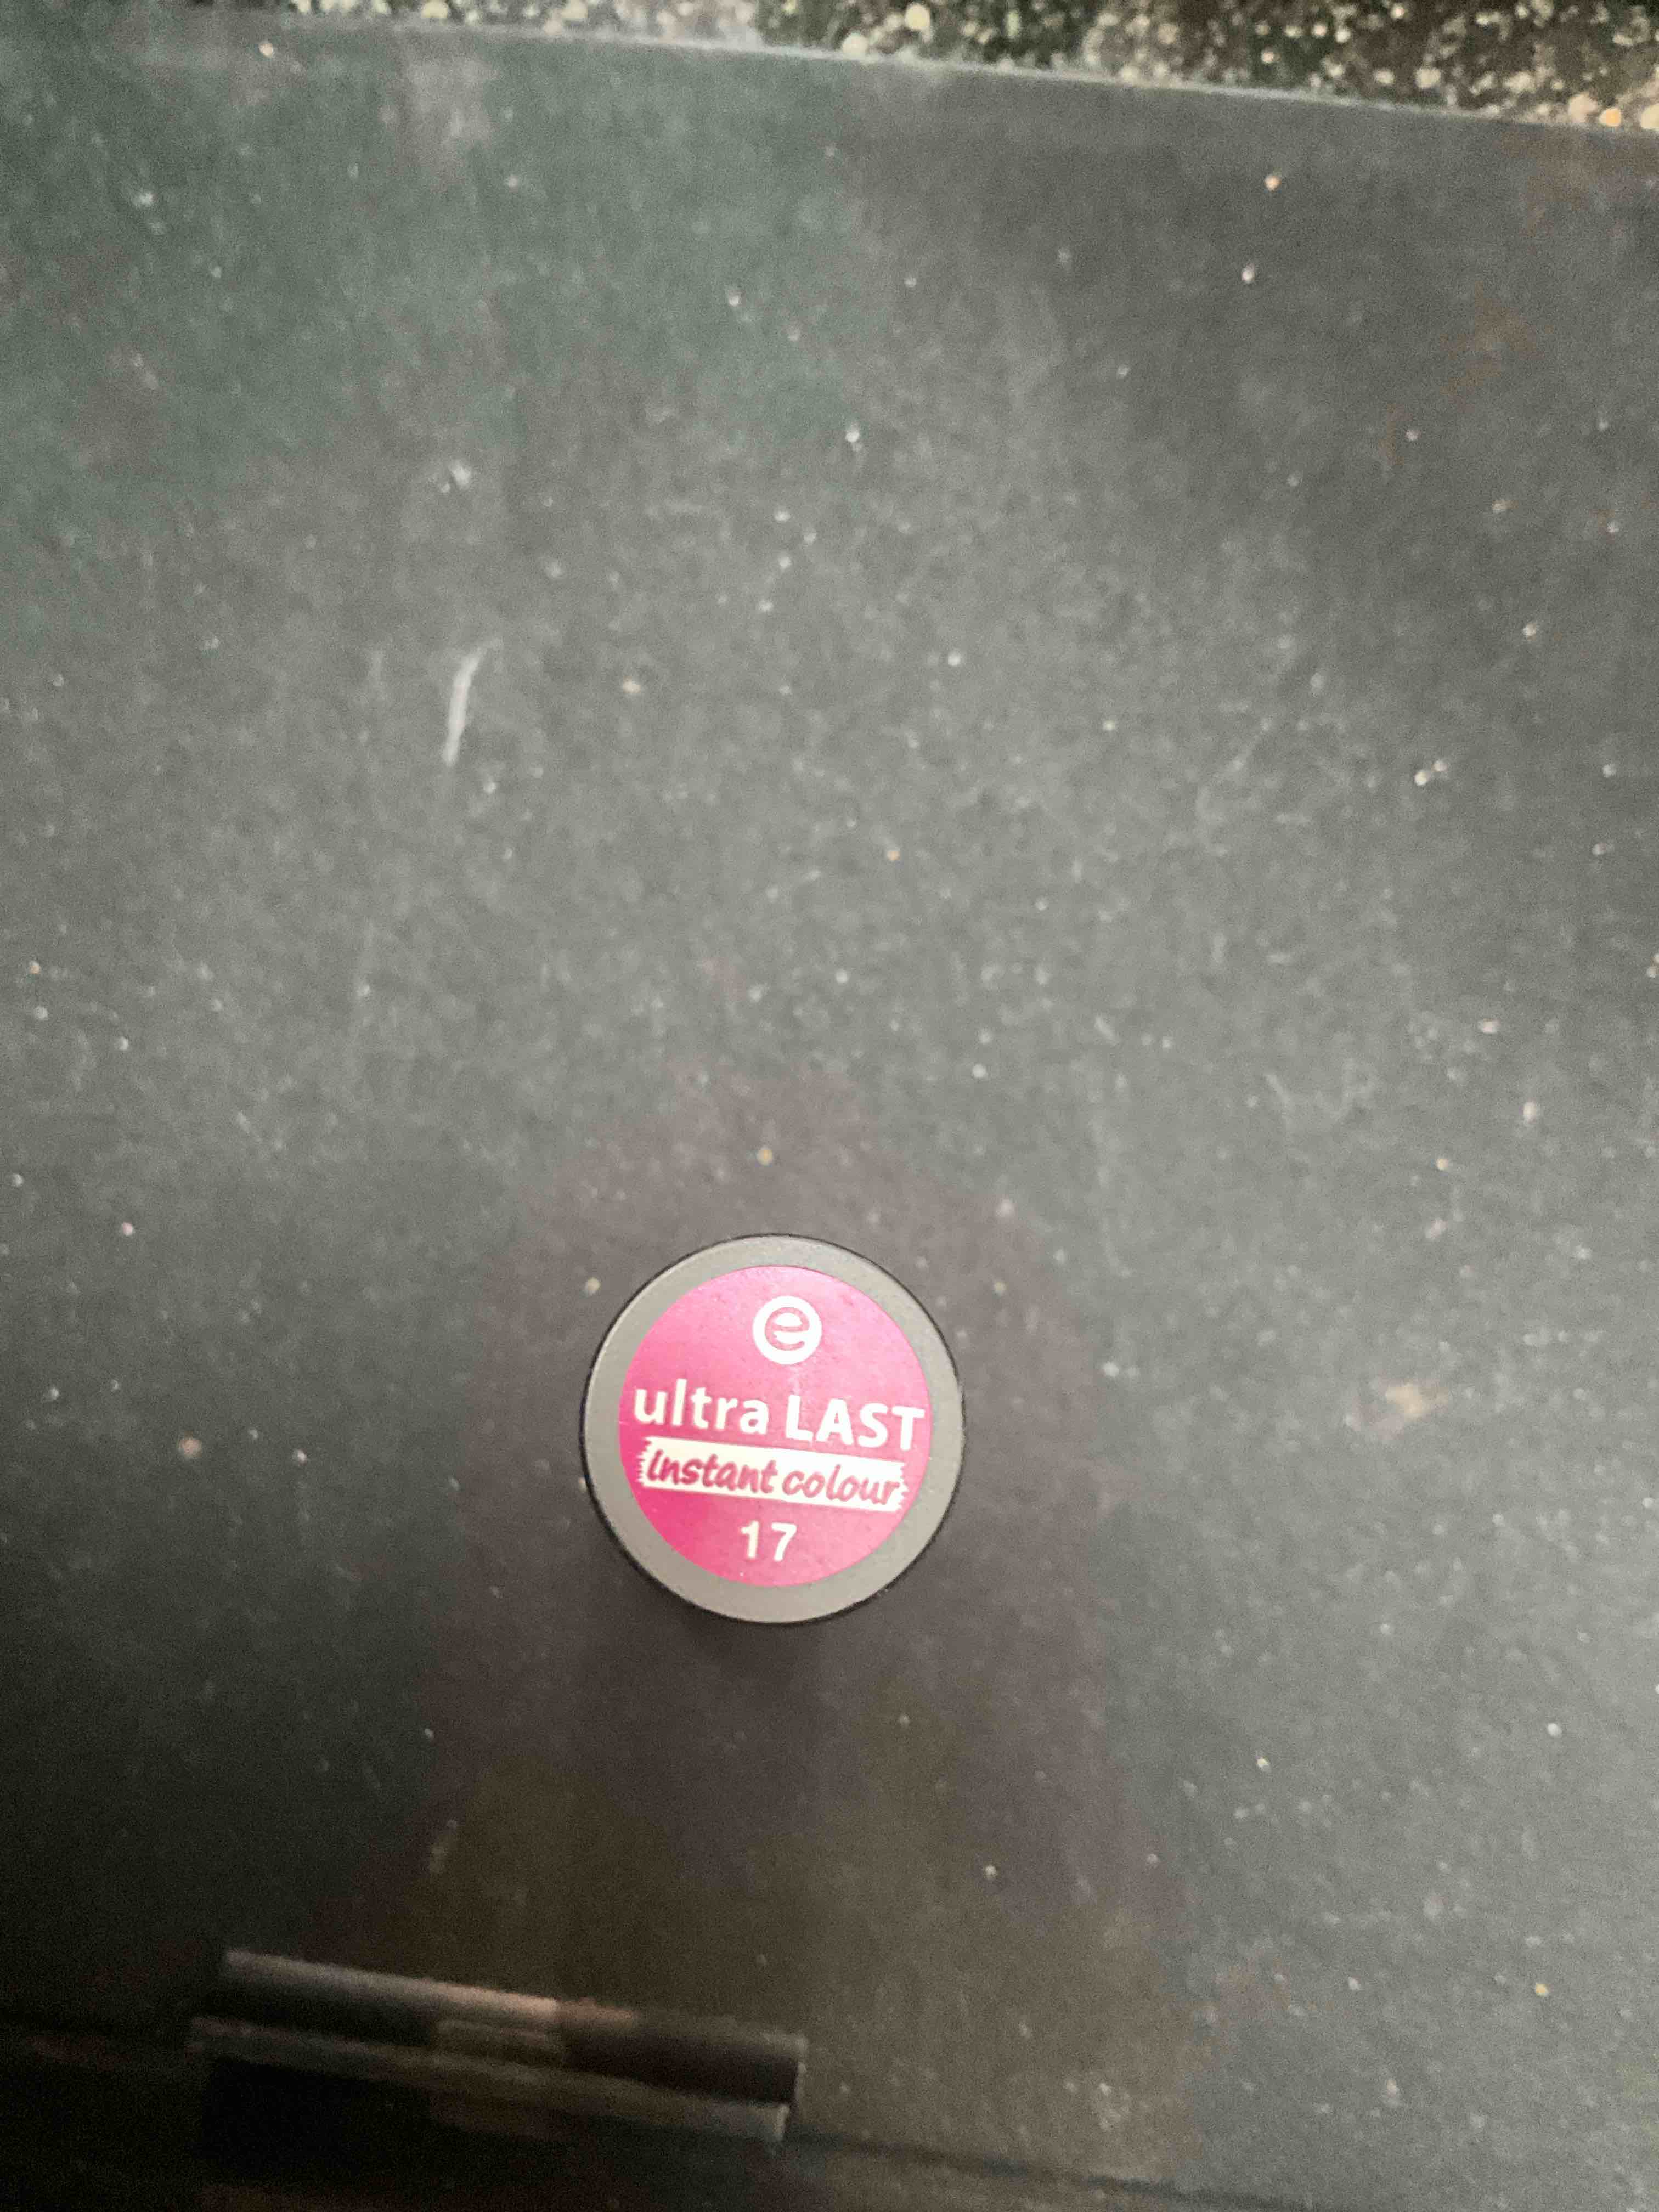 e
ultra LAST
instant colour
17